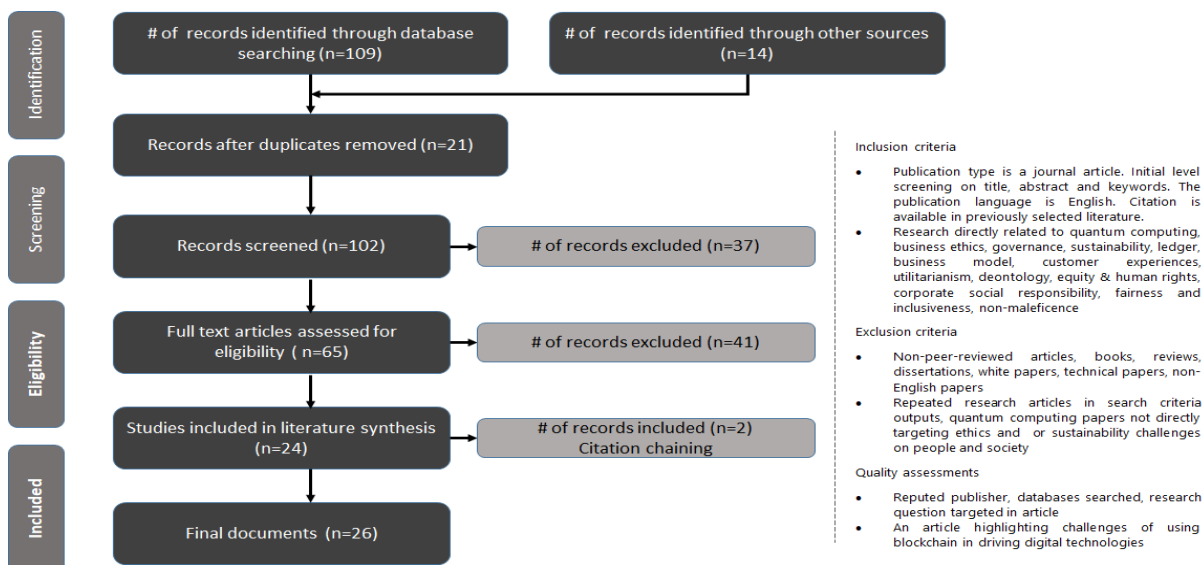 Identification
# of records identified through database
searching (n=109)
# of records identified through other sources
(n=14)
Records after duplicates removed (n=21)
Screening
Records screened (n=102)
# of records excluded (n=37)
Eligibility
Full text articles assessed for
eligibility ( n=65)
# of records excluded (n=41)
Studies included in literature synthesis
(n=24)
# of records included (n=2)
Citation chaining
Included
Final documents (n=26)
Inclusion criteria
• Publication type is a journal article. Initial level
screening on title, abstract and keywords. The
publication language is English. Citation is
available in previously selected literature.
• Research directly related to quantum computing,
business ethics, governance, sustainability, ledger,
business model, customer experiences,
utilitarianism, deontology, equity & human rights,
corporate social responsibility, fairness and
inclusiveness, non-maleficence
Exclusion criteria
• Non-peer-reviewed articles, books, reviews,
dissertations, white papers, technical papers, non-
English papers
• Repeated research articles in search criteria
outputs, quantum computing papers not directly
targeting ethics and or sustainability challenges
on people and society
Quality assessments
• Reputed publisher, databases searched, research
question targeted in article
• An article highlighting challenges of using
blockchain in driving digital technologies